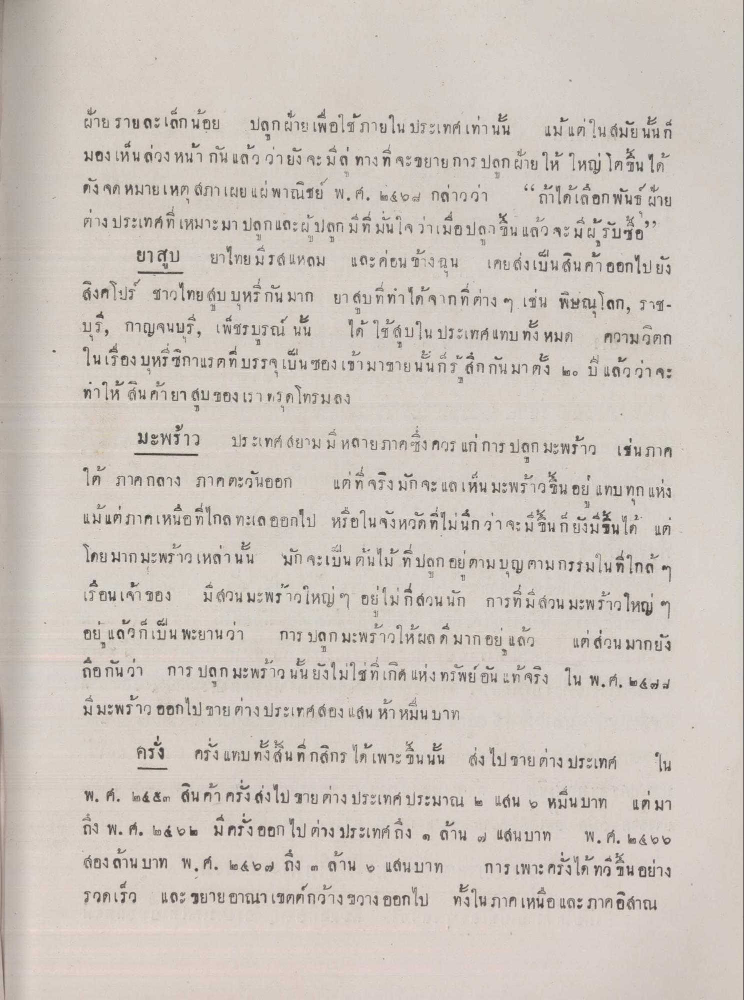 ฝ้ายรายละเล็กน้อย ปลูกฝ้ายเพื่อใช้ภายในประเทศเท่านั้น แม้แต่ในสมัยนั้นก็
มองเห็นล่วงหน้ากันแล้วว่ายังจะมีลู่ทางที่จะขยายการปลูกฝ้ายให้ใหญ่โตขึ้นได้
ดังจดหมายเหตุสภาเผยแผ่พาณิชย์ พ.ศ. ๒๔๖๘ กล่าวว่า “ถ้าได้เลือกพันธุ์ฝ้าย
ต่างประเทศที่เหมาะมาปลูกและผู้ปลูกมีที่มั่นใจว่าเมื่อปลูกขึ้นแล้วจะมีผู้รับซื้อ”
ยาสูบ ยาไทยมีรสแหลม และค่อนข้างฉุน เคยส่งเป็นสินค้าออกไปยัง
สิงคโปร์ ชาวไทยสูบบุหรี่กันมาก ยาสูบที่ทำได้จากที่ต่างๆ เช่น พิษณุโลก, ราช-
บุรี, กาญจนบุรี, เพ็ชรบูรณ์ นั้น ได้ใช้สูบในประเทศแทบทั้งหมด ความวิตก
ในเรื่องบุหรี่ซิกาแรตที่บรรจุเป็นซองเข้ามาขายนั้นก็รู้สึกกันมาตั้ง ๒๐ ปีแล้วว่าจะ
ทำให้สินค้ายาสูบของเราทรุดโทรมลง
มะพร้าว ประเทศสยามมีหลายภาคซึ่งควรแก่การปลูกมะพร้าว เช่นภาค
ใต้ ภาคกลาง ภาคตะวันออก แต่ที่จริงมักจะแลเห็นมะพร้าวขึ้นอยู่แทบทุกแห่ง
แม้แต่ภาคเหนือที่ไกลทะเลออกไป หรือในจังหวัดที่ไม่นึกว่าจะมีขึ้นก็ยังมีขึ้นได้ แต่
โดยมากมะพร้าวเหล่านั้น มักจะเป็นต้นไม้ที่ปลูกอยู่ตามบุญตามกรรมในที่ใกล้ๆ
เรือนเจ้าของ มีสวนมะพร้าวใหญ่ๆ อยู่ไม่กี่สวนนัก การที่มีสวนมะพร้าวใหญ่ๆ
อยู่แล้วก็เป็นพะยานว่า การปลูกมะพร้าวให้ผลดีมากอยู่แล้ว แต่ส่วนมากยัง
ถือกันว่า การปลูกมะพร้าวนั้นยังไม่ใช่ที่เกิดแห่งทรัพย์อันแท้จริง ใน พ.ศ. ๒๔๗๘
มีมะพร้าวออกไปขายต่างประเทศสองแสนห้าหมื่นบาท
ครั่ง ครั่งแทบทั้งสิ้นที่กสิกรได้เพาะขึ้นนั้น ส่งไปขายต่างประเทศ ใน
พ.ศ. ๒๔๕๓ สินค้าครั่งส่งไปขายต่างประเทศประมาณ ๒ แสน ๖ หมื่นบาท แต่มา
ถึง พ.ศ. ๒๔๖๒ มีครั่งออกไปต่างประเทศถึง ๑ ล้าน ๗ แสนบาท พ.ศ. ๒๔๖๖
สองล้านบาท พ.ศ. ๒๔๖๗ ถึง ๓ ล้าน ๖ แสนบาท การเพาะครั่งได้ทวีขึ้นอย่าง
รวดเร็ว และขยายอาณาเขตต์กว้างขวางออกไป ทั้งในภาคเหนือและภาคอิสาณ